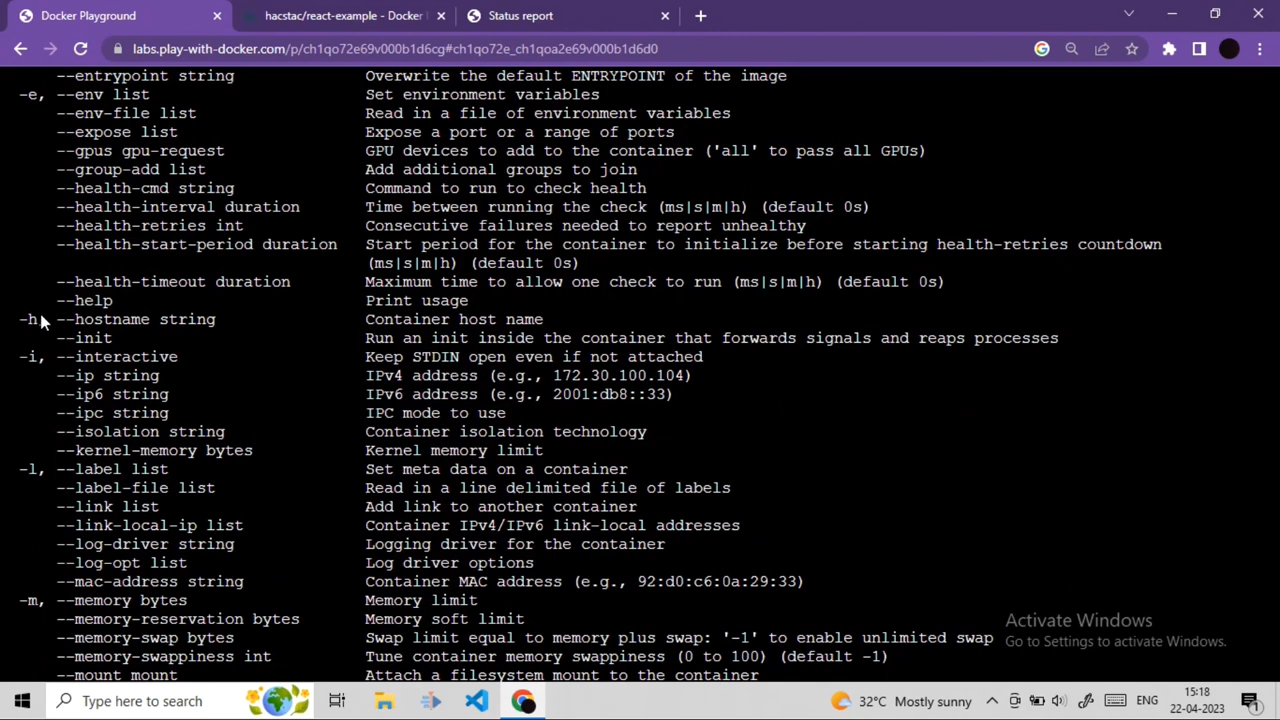 Docker Playground
hacstac/react-example - Docker
Status report
labs.play-with-docker.com/p/ch1qo72e69v000b1d6cg#ch1qo72e_ch1qoa2e69v000b1d6d0
--entrypoint string Overwrite the default ENTRYPOINT of the image
-e, --env list Set environment variables
--env-file list Read in a file of environment variables
--expose list Expose a port or a range of ports
--gpus gpu-request GPU devices to add to the container ('all' to pass all GPUs)
--group-add list Add additional groups to join
--health-cmd string Command to run to check health
--health-interval duration Time between running the check (ms|s|m|h) (default 0s)
--health-retries int Consecutive failures needed to report unhealthy
--health-start-period duration Start period for the container to initialize before starting health-retries countdown
(ms|s|m|h) (default 0s)
--health-timeout duration Maximum time to allow one check to run (ms|s|m|h) (default 0s)
--help Print usage
-h, --hostname string Container host name
--init Run an init inside the container that forwards signals and reaps processes
-i, --interactive Keep STDIN open even if not attached
--ip string IPv4 address (e.g., 172.30.100.104)
--ip6 string IPv6 address (e.g., 2001:db8::33)
--ipc string IPC mode to use
--isolation string Container isolation technology
--kernel-memory bytes Kernel memory limit
-l, --label list Set meta data on a container
--label-file list Read in a line delimited file of labels
--link list Add link to another container
--link-local-ip list Container IPv4/IPv6 link-local addresses
--log-driver string Logging driver for the container
--log-opt list Log driver options
--mac-address string Container MAC address (e.g., 92:d0:c6:0a:29:33)
-m, --memory bytes Memory limit
--memory-reservation bytes Memory soft limit
--memory-swap bytes Swap limit equal to memory plus swap: '-1' to enable unlimited swap
--memory-swappiness int Tune container memory swappiness (0 to 100) (default -1)
--mount mount Attach a filesystem mount to the container
Activate Windows
Go to Settings to activate Windows.
Type here to search
32°C Mostly sunny
ENG
15:18
22-04-2023
1